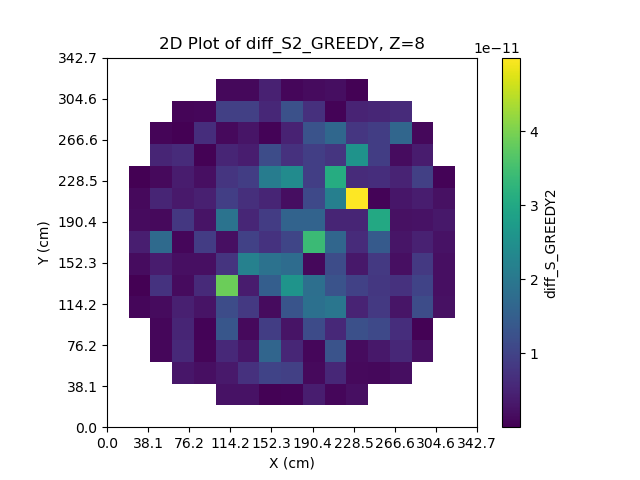 2D Plot of diff_S2_GREEDY, Z=8
1e−11
342.7
304.6
266.6
228.5
190.4
152.3
114.2
76.2
38.1
0.0
Y (cm)
0.0 38.1 76.2 114.2 152.3 190.4 228.5 266.6 304.6 342.7
X (cm)
4
3
2
1
diff_S_GREEDY2